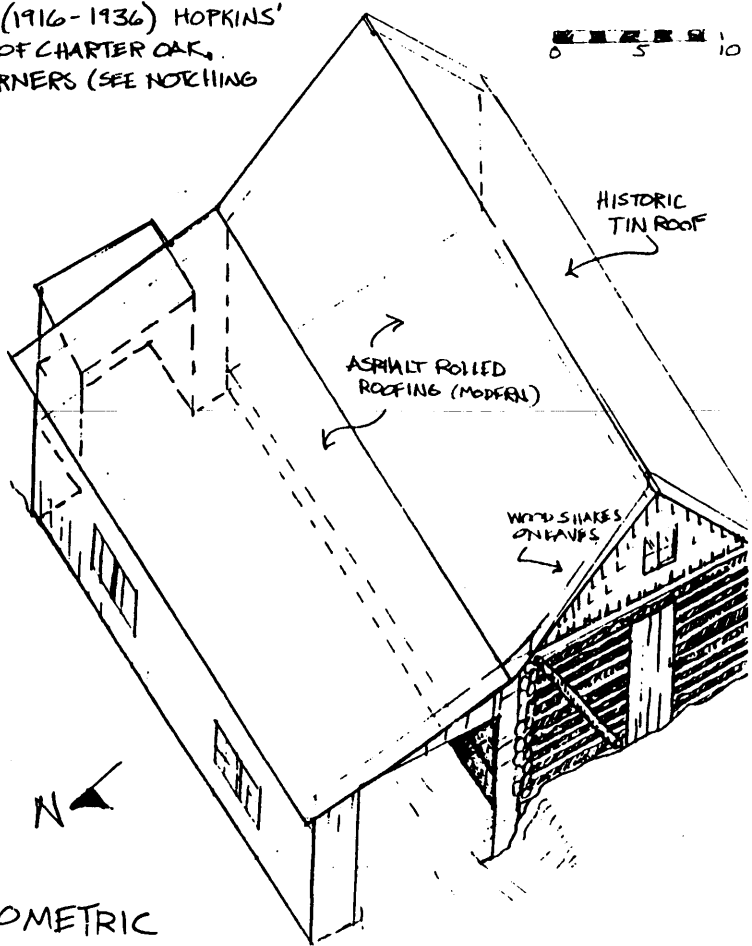 (1916-1936) HOPKINS'
OF CHARTER OAK,
RNERS (SEE NOTCHING
0 5 10
HISTORIC
TIN ROOF
ASPHALT ROLLED
ROOFING (MODERN)
WOOD SHAKES
ON EAVES
N
OMETRIC